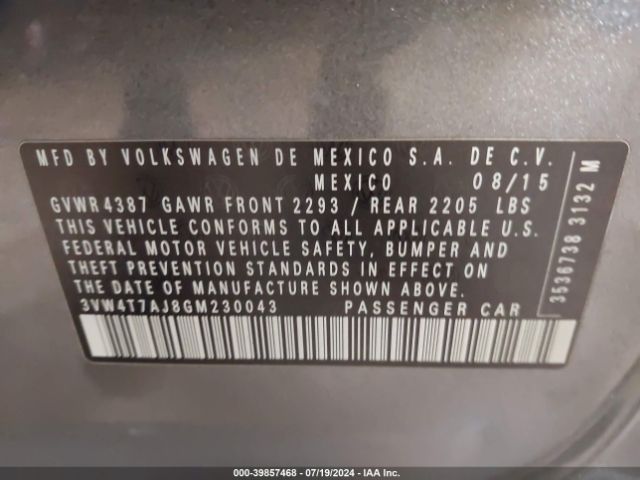 MFD BY VOLKSWAGEN DE MEXICO S.A. DE C.V.
MEXICO 08/15
GVWR 4387 GAWR FRONT 2293 / REAR 2205 LBS
THIS VEHICLE CONFORMS TO ALL APPLICABLE U.S.
FEDERAL MOTOR VEHICLE SAFETY, BUMPER AND
THEFT PREVENTION STANDARDS IN EFFECT ON
THE DATE OF MANUFACTURE SHOWN ABOVE.
3VW4T7AJ8GM230043 PASSENGER CAR
3536738 3132 M
000-39857468 - 07/19/2024 - IAA Inc.